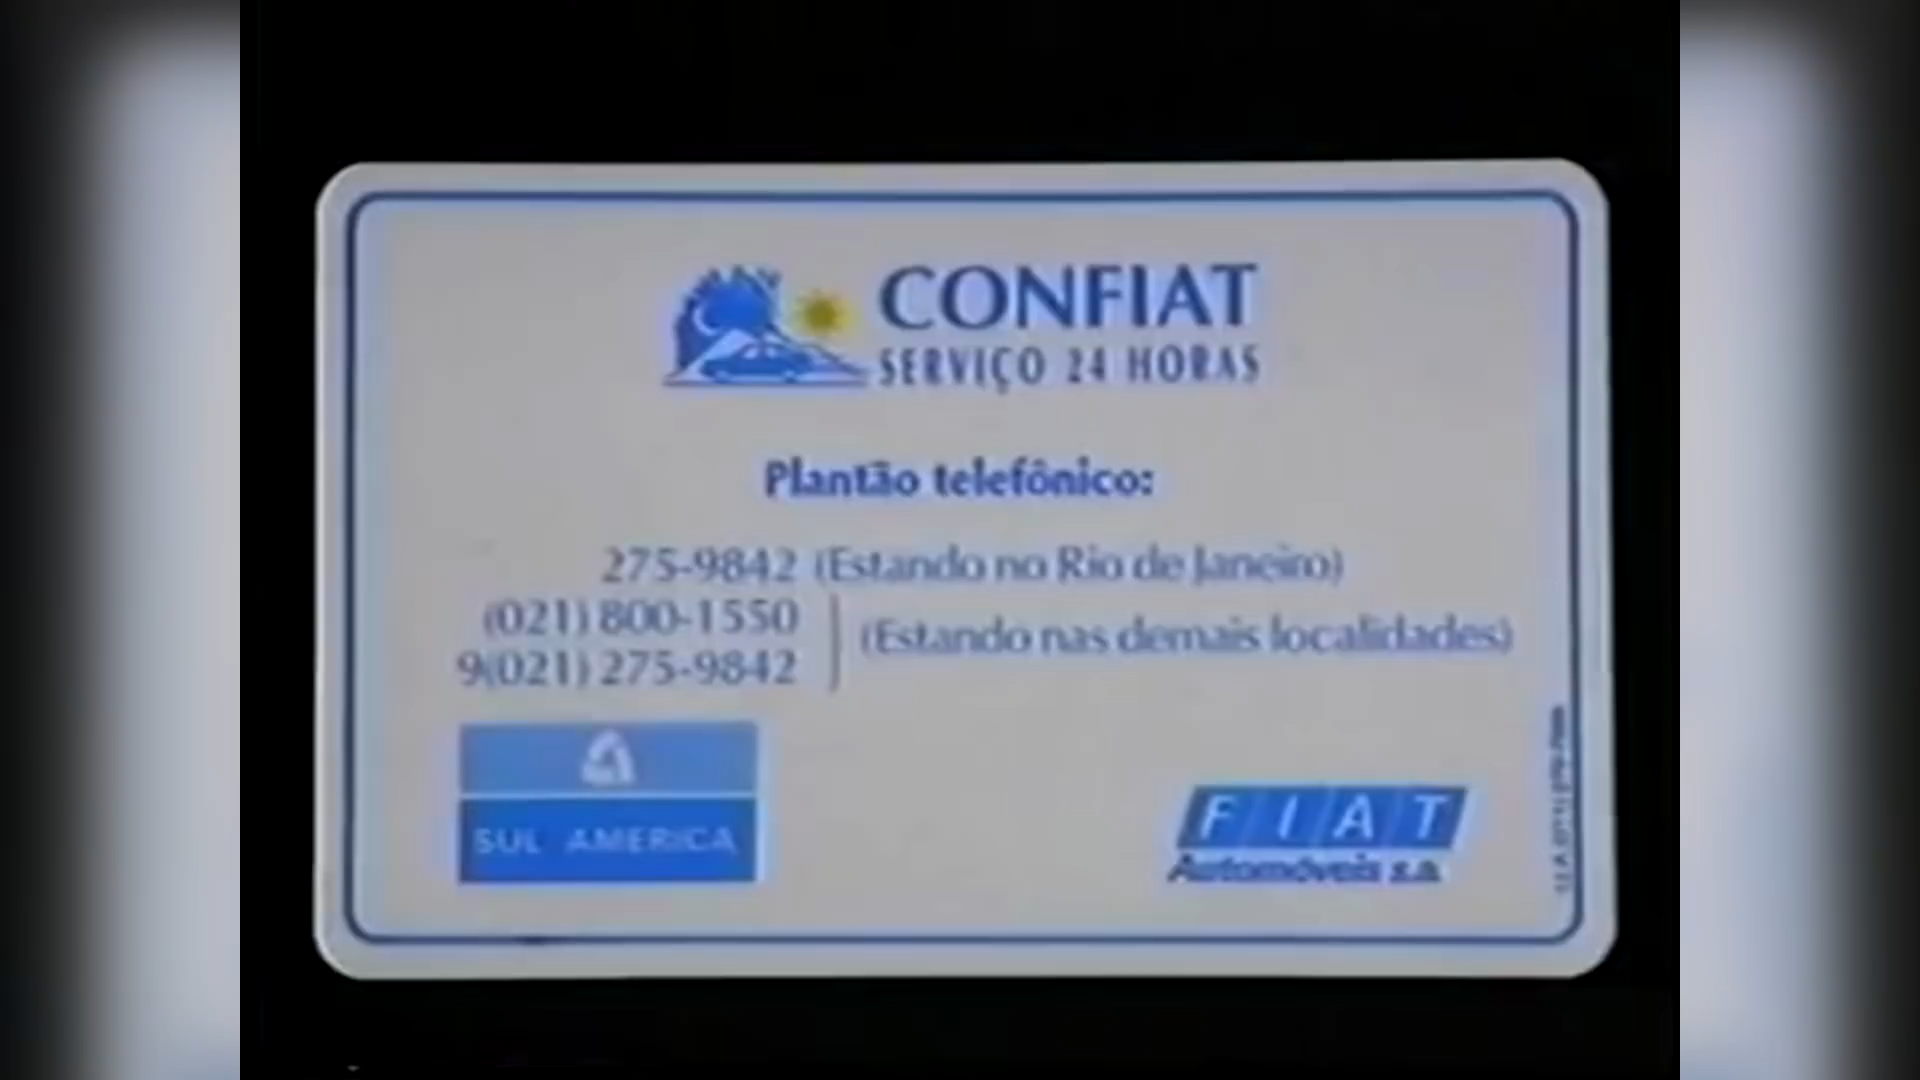 CONFIAT
SERVIÇO 24 HORAS
Plantão telefônico:
275-9842 (Estando no Rio de Janeiro)
(021) 800-1550
9(021) 275-9842
(Estando nas demais localidades)
SUL AMERICA
FIAT
Automóveis s.a.